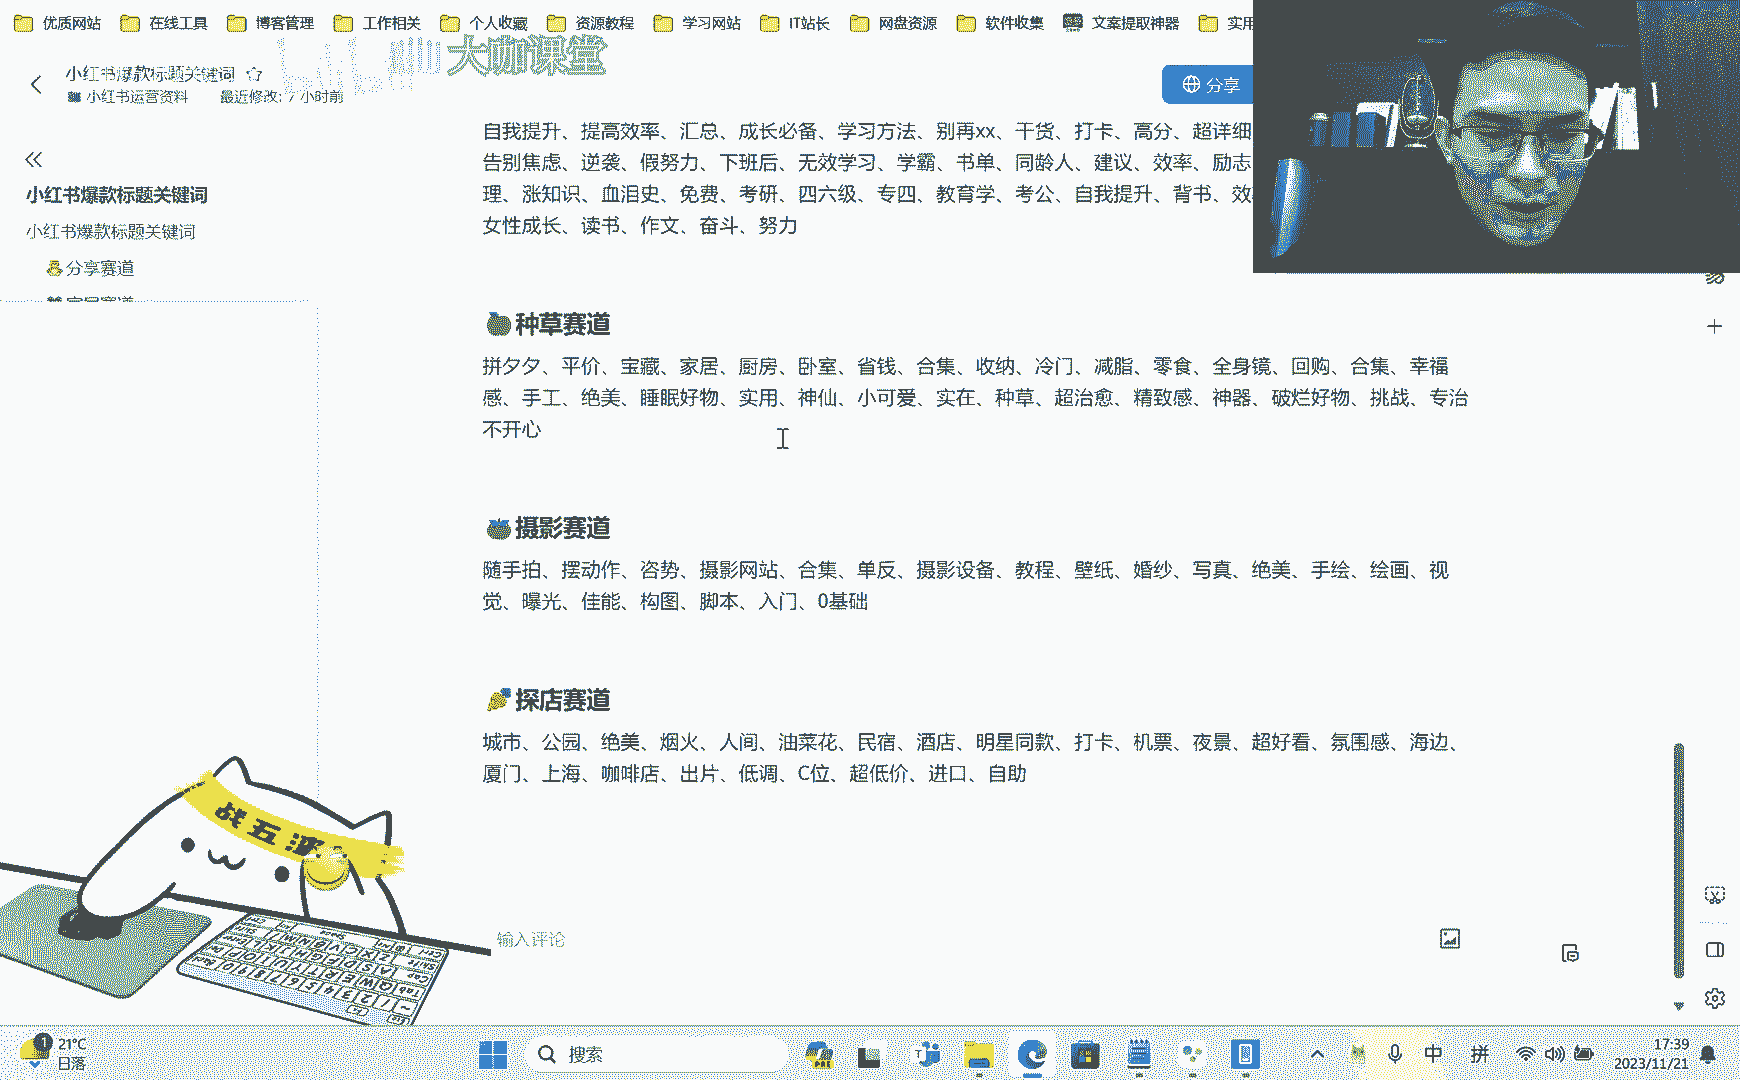 优质网站 在线工具 博客管理 工作相关 个人收藏 资源教程 学习网站 IT站长 网盘资源 软件收集 文案提取神器 实用
大咖课堂
小红书爆款标题关键词
小红书运营资料 最近修改: 7 小时前
分享
小红书爆款标题关键词
小红书爆款标题关键词
分享赛道
自我提升、提高效率、汇总、成长必备、学习方法、别再xx、干货、打卡、高分、超详细
告别焦虑、逆袭、假努力、下班后、无效学习、学霸、书单、同龄人、建议、效率、励志
理、涨知识、血泪史、免费、考研、四六级、专四、教育学、考公、自我提升、背书、效
女性成长、读书、作文、奋斗、努力
种草赛道
拼夕夕、平价、宝藏、家居、厨房、卧室、省钱、合集、收纳、冷门、减脂、零食、全身镜、回购、合集、幸福
感、手工、绝美、睡眠好物、实用、神仙、小可爱、实在、种草、超治愈、精致感、神器、破烂好物、挑战、专治
不开心
摄影赛道
随手拍、摆动作、咨势、摄影网站、合集、单反、摄影设备、教程、壁纸、婚纱、写真、绝美、手绘、绘画、视
觉、曝光、佳能、构图、脚本、入门、0基础
探店赛道
城市、公园、绝美、烟火、人间、油菜花、民宿、酒店、明星同款、打卡、机票、夜景、超好看、氛围感、海边、
厦门、上海、咖啡店、出片、低调、C位、超低价、进口、自助
战五渣
输入评论
1
21°C
日落
搜索
中 拼
17:39
2023/11/21